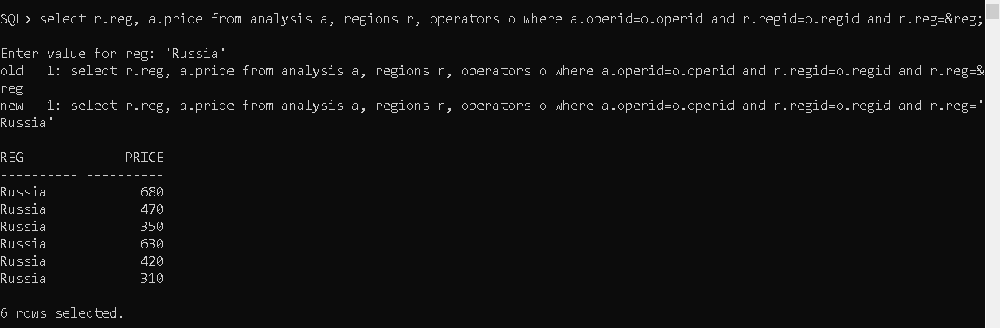 SQL> select r.reg, a.price from analysis a, regions r, operators o where a.operid=o.operid and r.regid=o.regid and r.reg=&reg;
Enter value for reg: 'Russia'
old   1: select r.reg, a.price from analysis a, regions r, operators o where a.operid=o.operid and r.regid=o.regid and r.reg=&
reg
new   1: select r.reg, a.price from analysis a, regions r, operators o where a.operid=o.operid and r.regid=o.regid and r.reg='
Russia'
REG             PRICE
---------- ----------
Russia            680
Russia            470
Russia            350
Russia            630
Russia            420
Russia            310
6 rows selected.